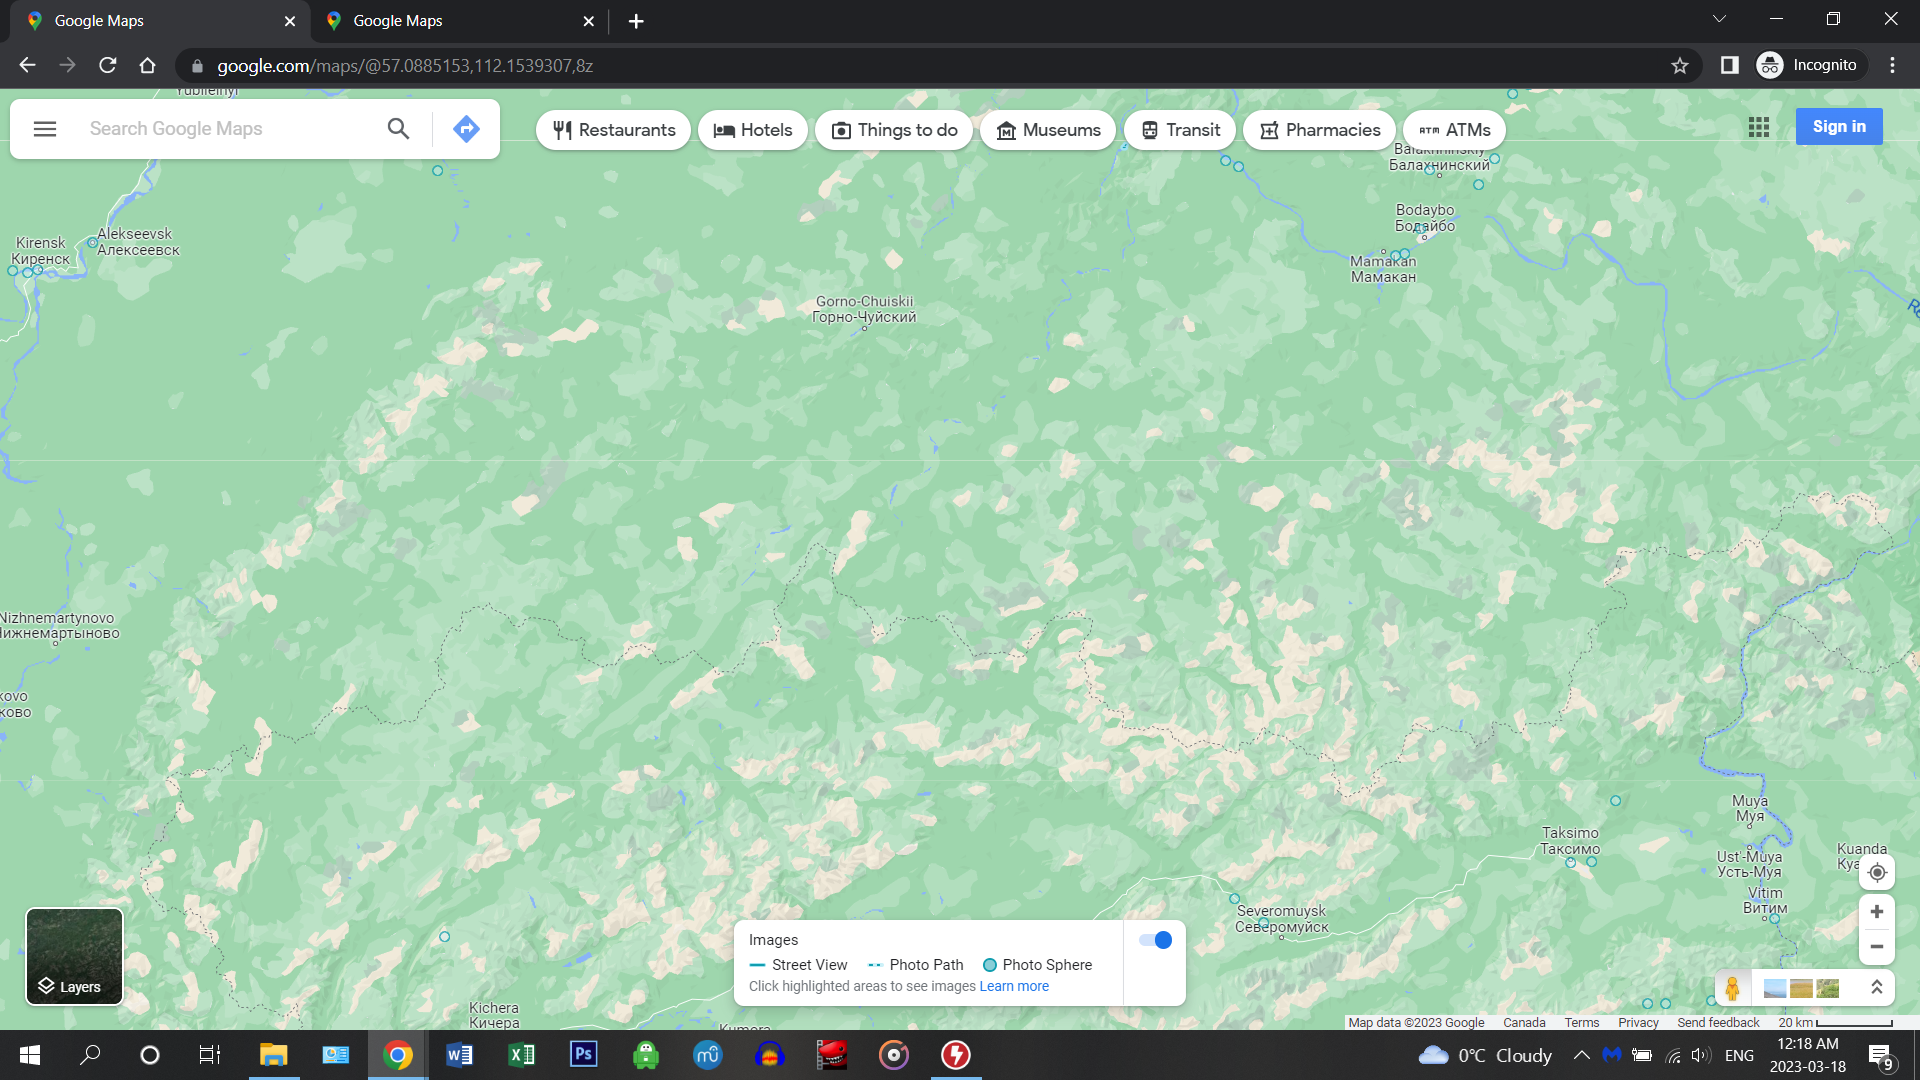 Google Maps
Google Maps
google.com/maps/@57.0885153,112.1539307,8z
Incognito
Search Google Maps
Restaurants
Hotels
Things to do
Museums
Transit
Pharmacies
ATM ATMs
Sign in
Балахнинский
Bodaybo
Бодайбо
Mamakan
Мамакан
Alekseevsk
Алексеевск
Kirensk
Киренск
Gorno-Chuiskii
Горно-Чуйский
Nizhnemartynovo
ижнемартыново
kovo
ково
Muya
Муя
Taksimo
Таксимо
Ust'-Muya
Усть-Муя
Kuanda
Vitim
Витим
Severomuysk
Северомуйск
Kichera
Кичера
Layers
Images
Street View
Photo Path
Photo Sphere
Click highlighted areas to see images Learn more
Map data ©2023 Google
Canada
Terms
Privacy
Send feedback
20 km
0°C Cloudy
ENG
12:18 AM
2023-03-18
9